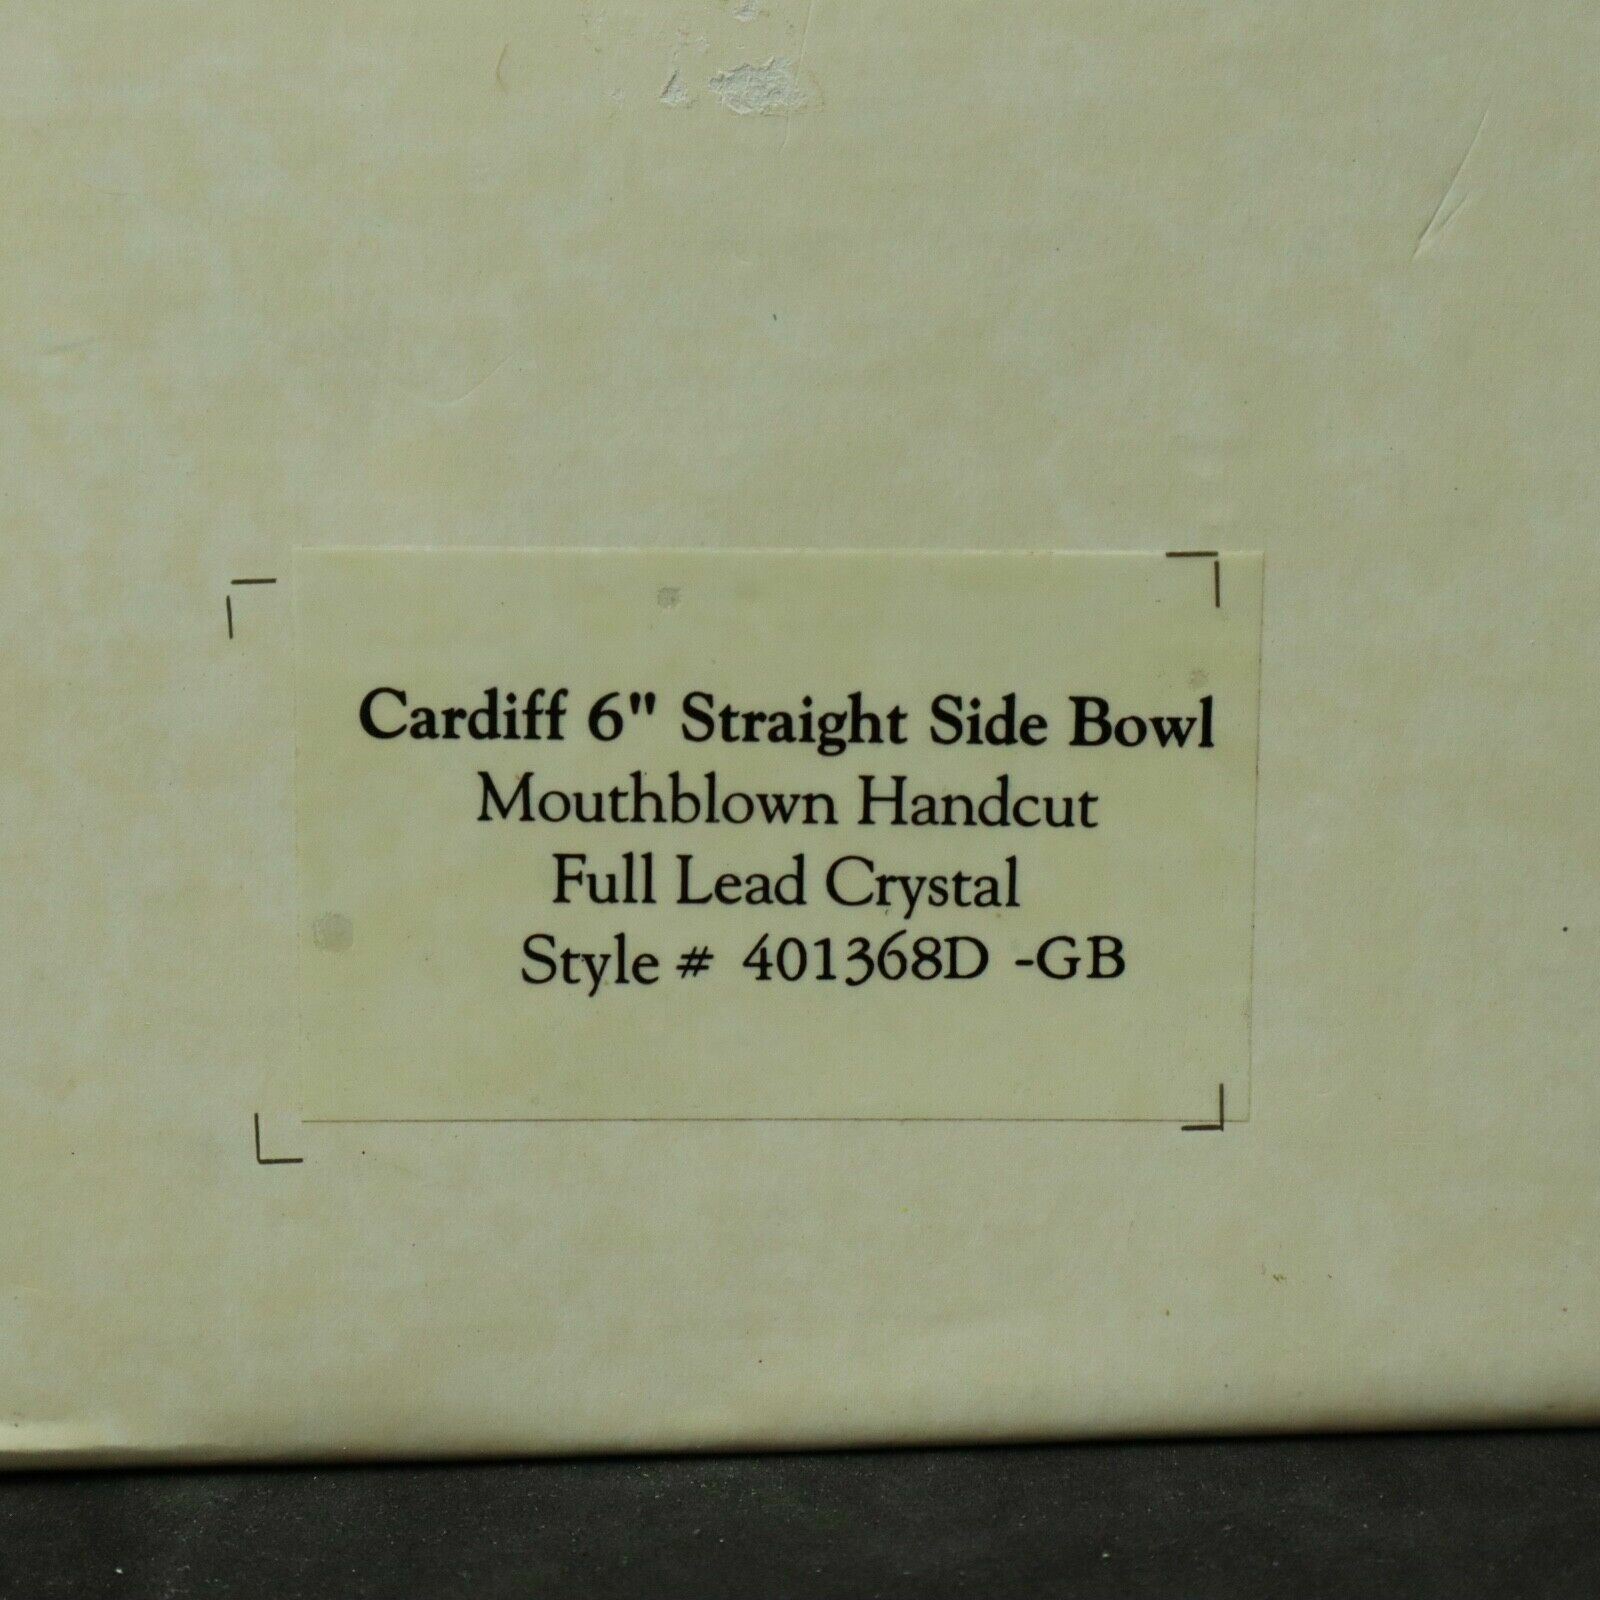 Cardiff 6" Straight Side Bowl
Mouthblown Handcut
Full Lead Crystal
Style # 401368D -GB